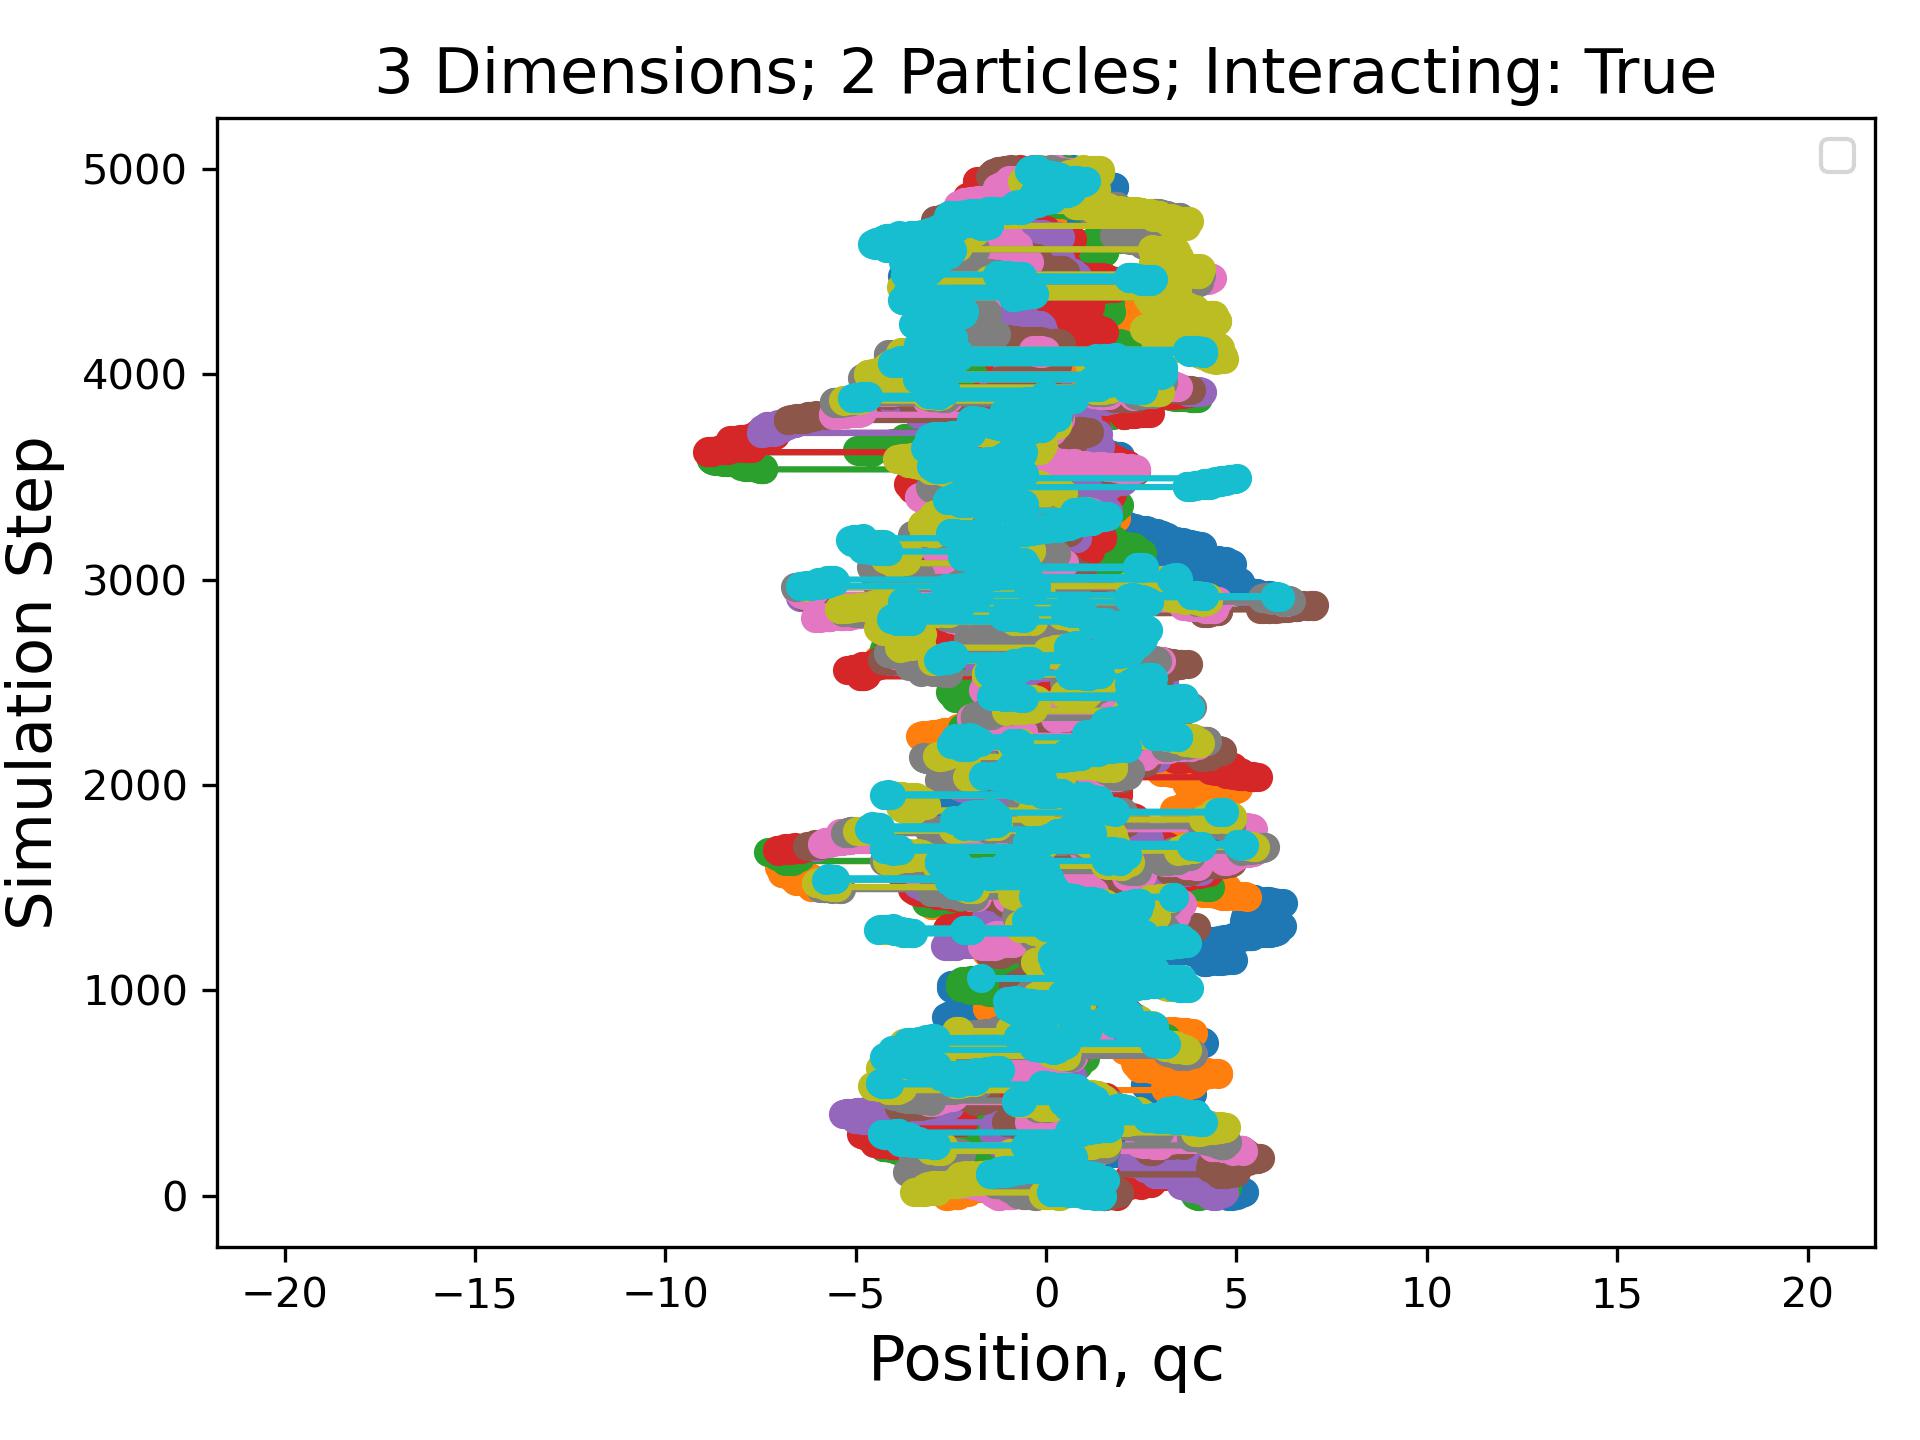 3 Dimensions; 2 Particles; Interacting: True
Simulation Step
5000
4000
3000
2000
1000
0
−20 −15 −10 −5 0 5 10 15 20
Position, qc